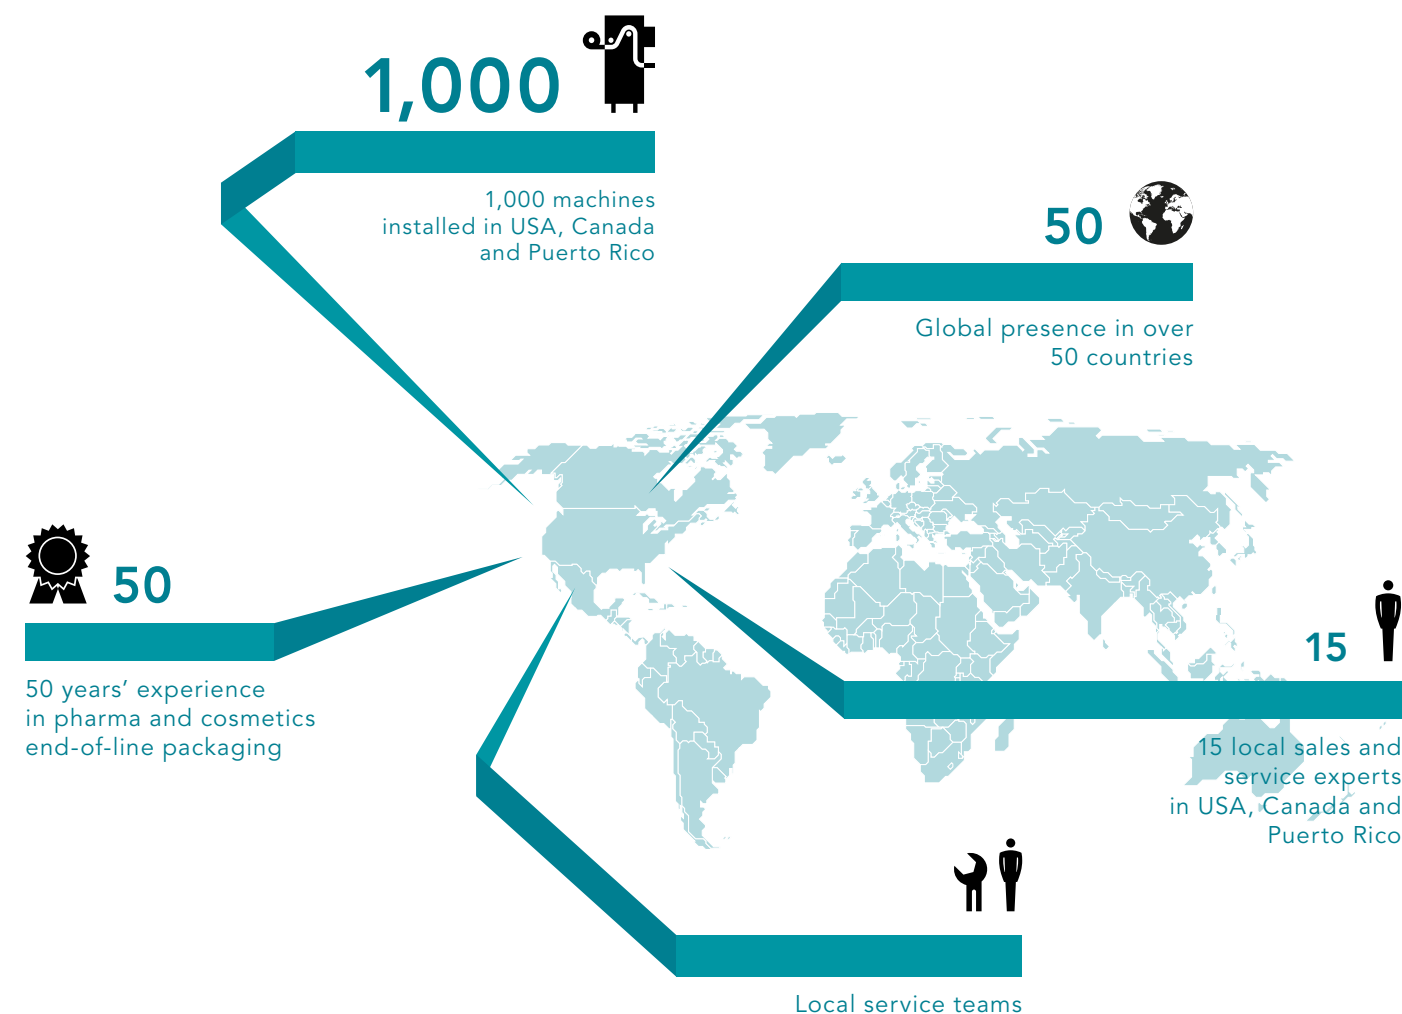 1,000
1,000 machines
installed in USA, Canada
and Puerto Rico
50
Global presence in over
50 countries
50
50 years’ experience
in pharma and cosmetics
end-of-line packaging
15
15 local sales and
service experts
in USA, Canada and
Puerto Rico
Local service teams